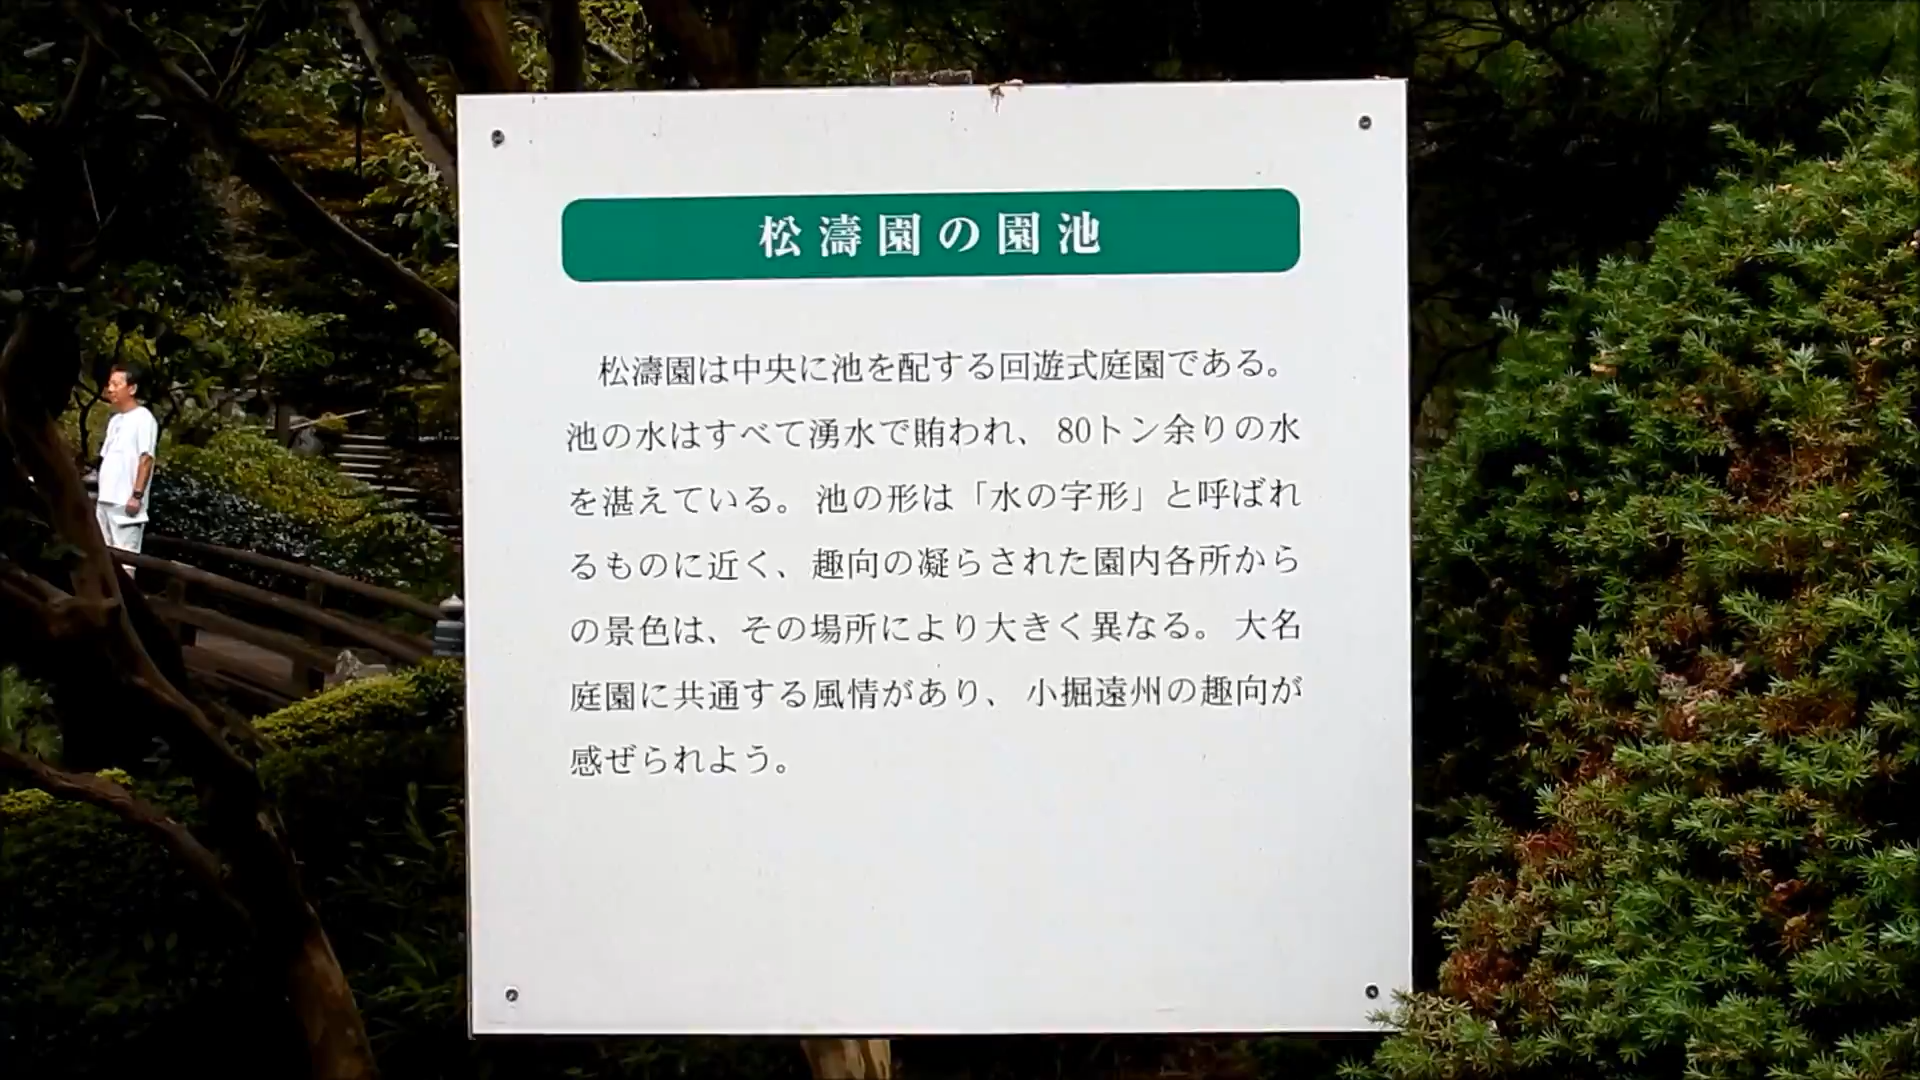 松濤園の園池
松濤園は中央に池を配する回遊式庭園である。
池の水はすべて湧水で賄われ、80トン余りの水
を湛えている。池の形は「水の字形」と呼ばれ
るものに近く、趣向の凝らされた園内各所から
の景色は、その場所により大きく異なる。大名
庭園に共通する風情があり、小掘遠州の趣向が
感ぜられよう。